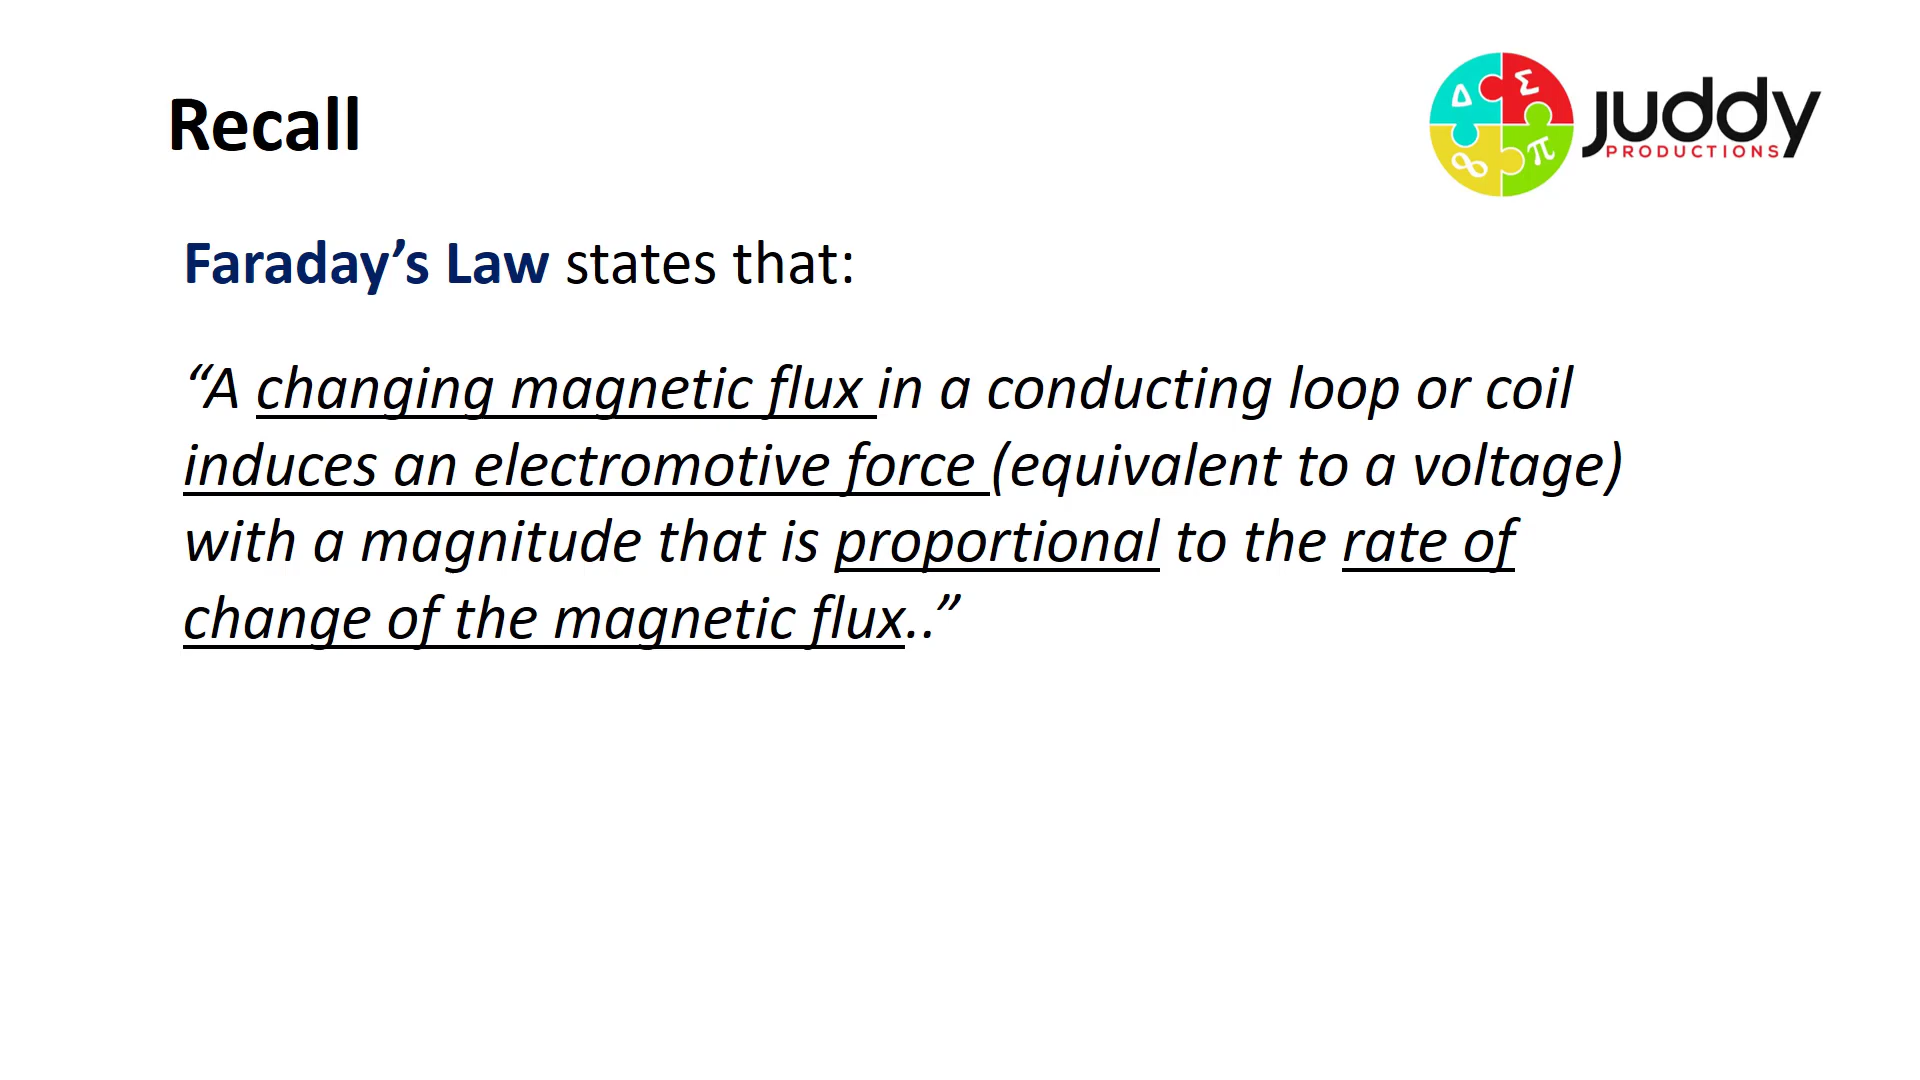 Recall
Δ Σ
∞ π
juddy
PRODUCTIONS
Faraday’s Law states that:
“A changing magnetic flux in a conducting loop or coil
induces an electromotive force (equivalent to a voltage)
with a magnitude that is proportional to the rate of
change of the magnetic flux..”